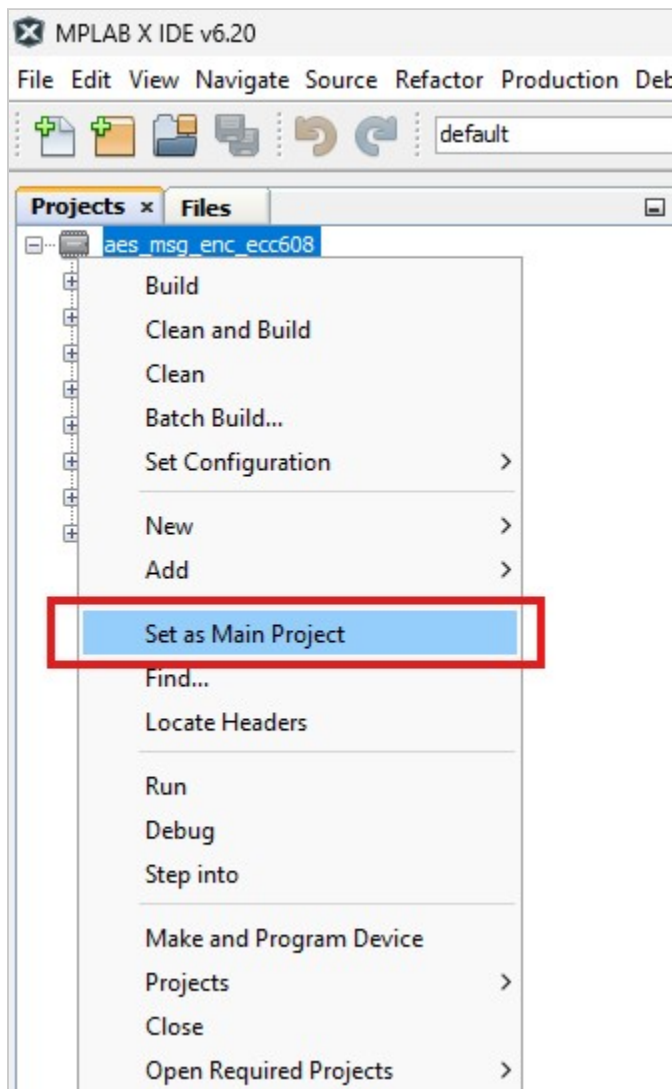 MPLAB X IDE v6.20
File Edit View Navigate Source Refactor Production Deb
default
Projects × Files
aes_msg_enc_ecc608
Build
Clean and Build
Clean
Batch Build...
Set Configuration
New
Add
Set as Main Project
Find...
Locate Headers
Run
Debug
Step into
Make and Program Device
Projects
Close
Open Required Projects